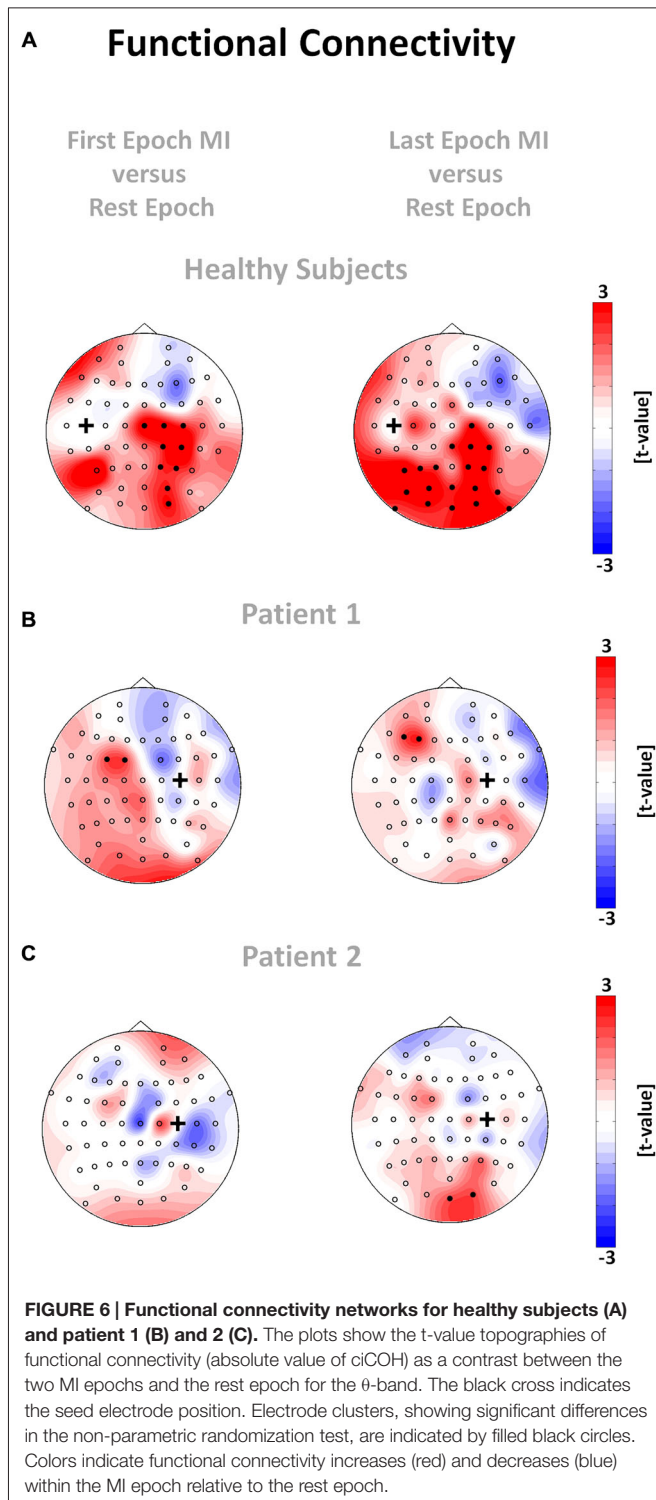 A
Functional Connectivity
First Epoch MI
versus
Rest Epoch
Last Epoch MI
versus
Rest Epoch
Healthy Subjects
3
[t-value]
-3
B
Patient 1
3
[t-value]
-3
C
Patient 2
3
[t-value]
-3
FIGURE 6 | Functional connectivity networks for healthy subjects (A)
and patient 1 (B) and 2 (C). The plots show the t-value topographies of
functional connectivity (absolute value of ciCOH) as a contrast between the
two MI epochs and the rest epoch for the θ-band. The black cross indicates
the seed electrode position. Electrode clusters, showing significant differences
in the non-parametric randomization test, are indicated by filled black circles.
Colors indicate functional connectivity increases (red) and decreases (blue)
within the MI epoch relative to the rest epoch.